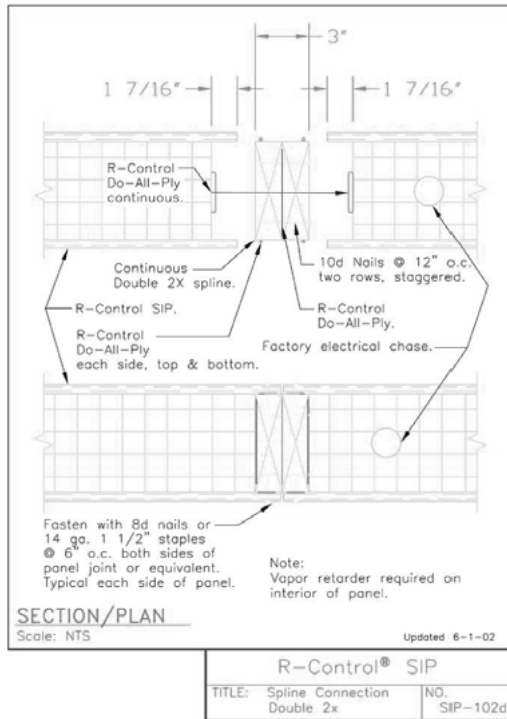 3"
1 7/16"
1 7/16"
R-Control
Do-All-Ply
continuous.
Continuous
Double 2X spline.
10d Nails @ 12" o.c.
two rows, staggered.
R-Control SIP.
R-Control
Do-All-Ply.
R-Control
Do-All-Ply
each side, top & bottom.
Factory electrical chase.
Fasten with 8d nails or
14 ga. 1 1/2" staples
@ 6" o.c. both sides of
panel joint or equivalent.
Typical each side of panel.
Note:
Vapor retarder required on
interior of panel.
SECTION/PLAN
Scale: NTS
Updated 6-1-02
R-Control® SIP
TITLE: Spline Connection
Double 2x
NO.
SIP-102d